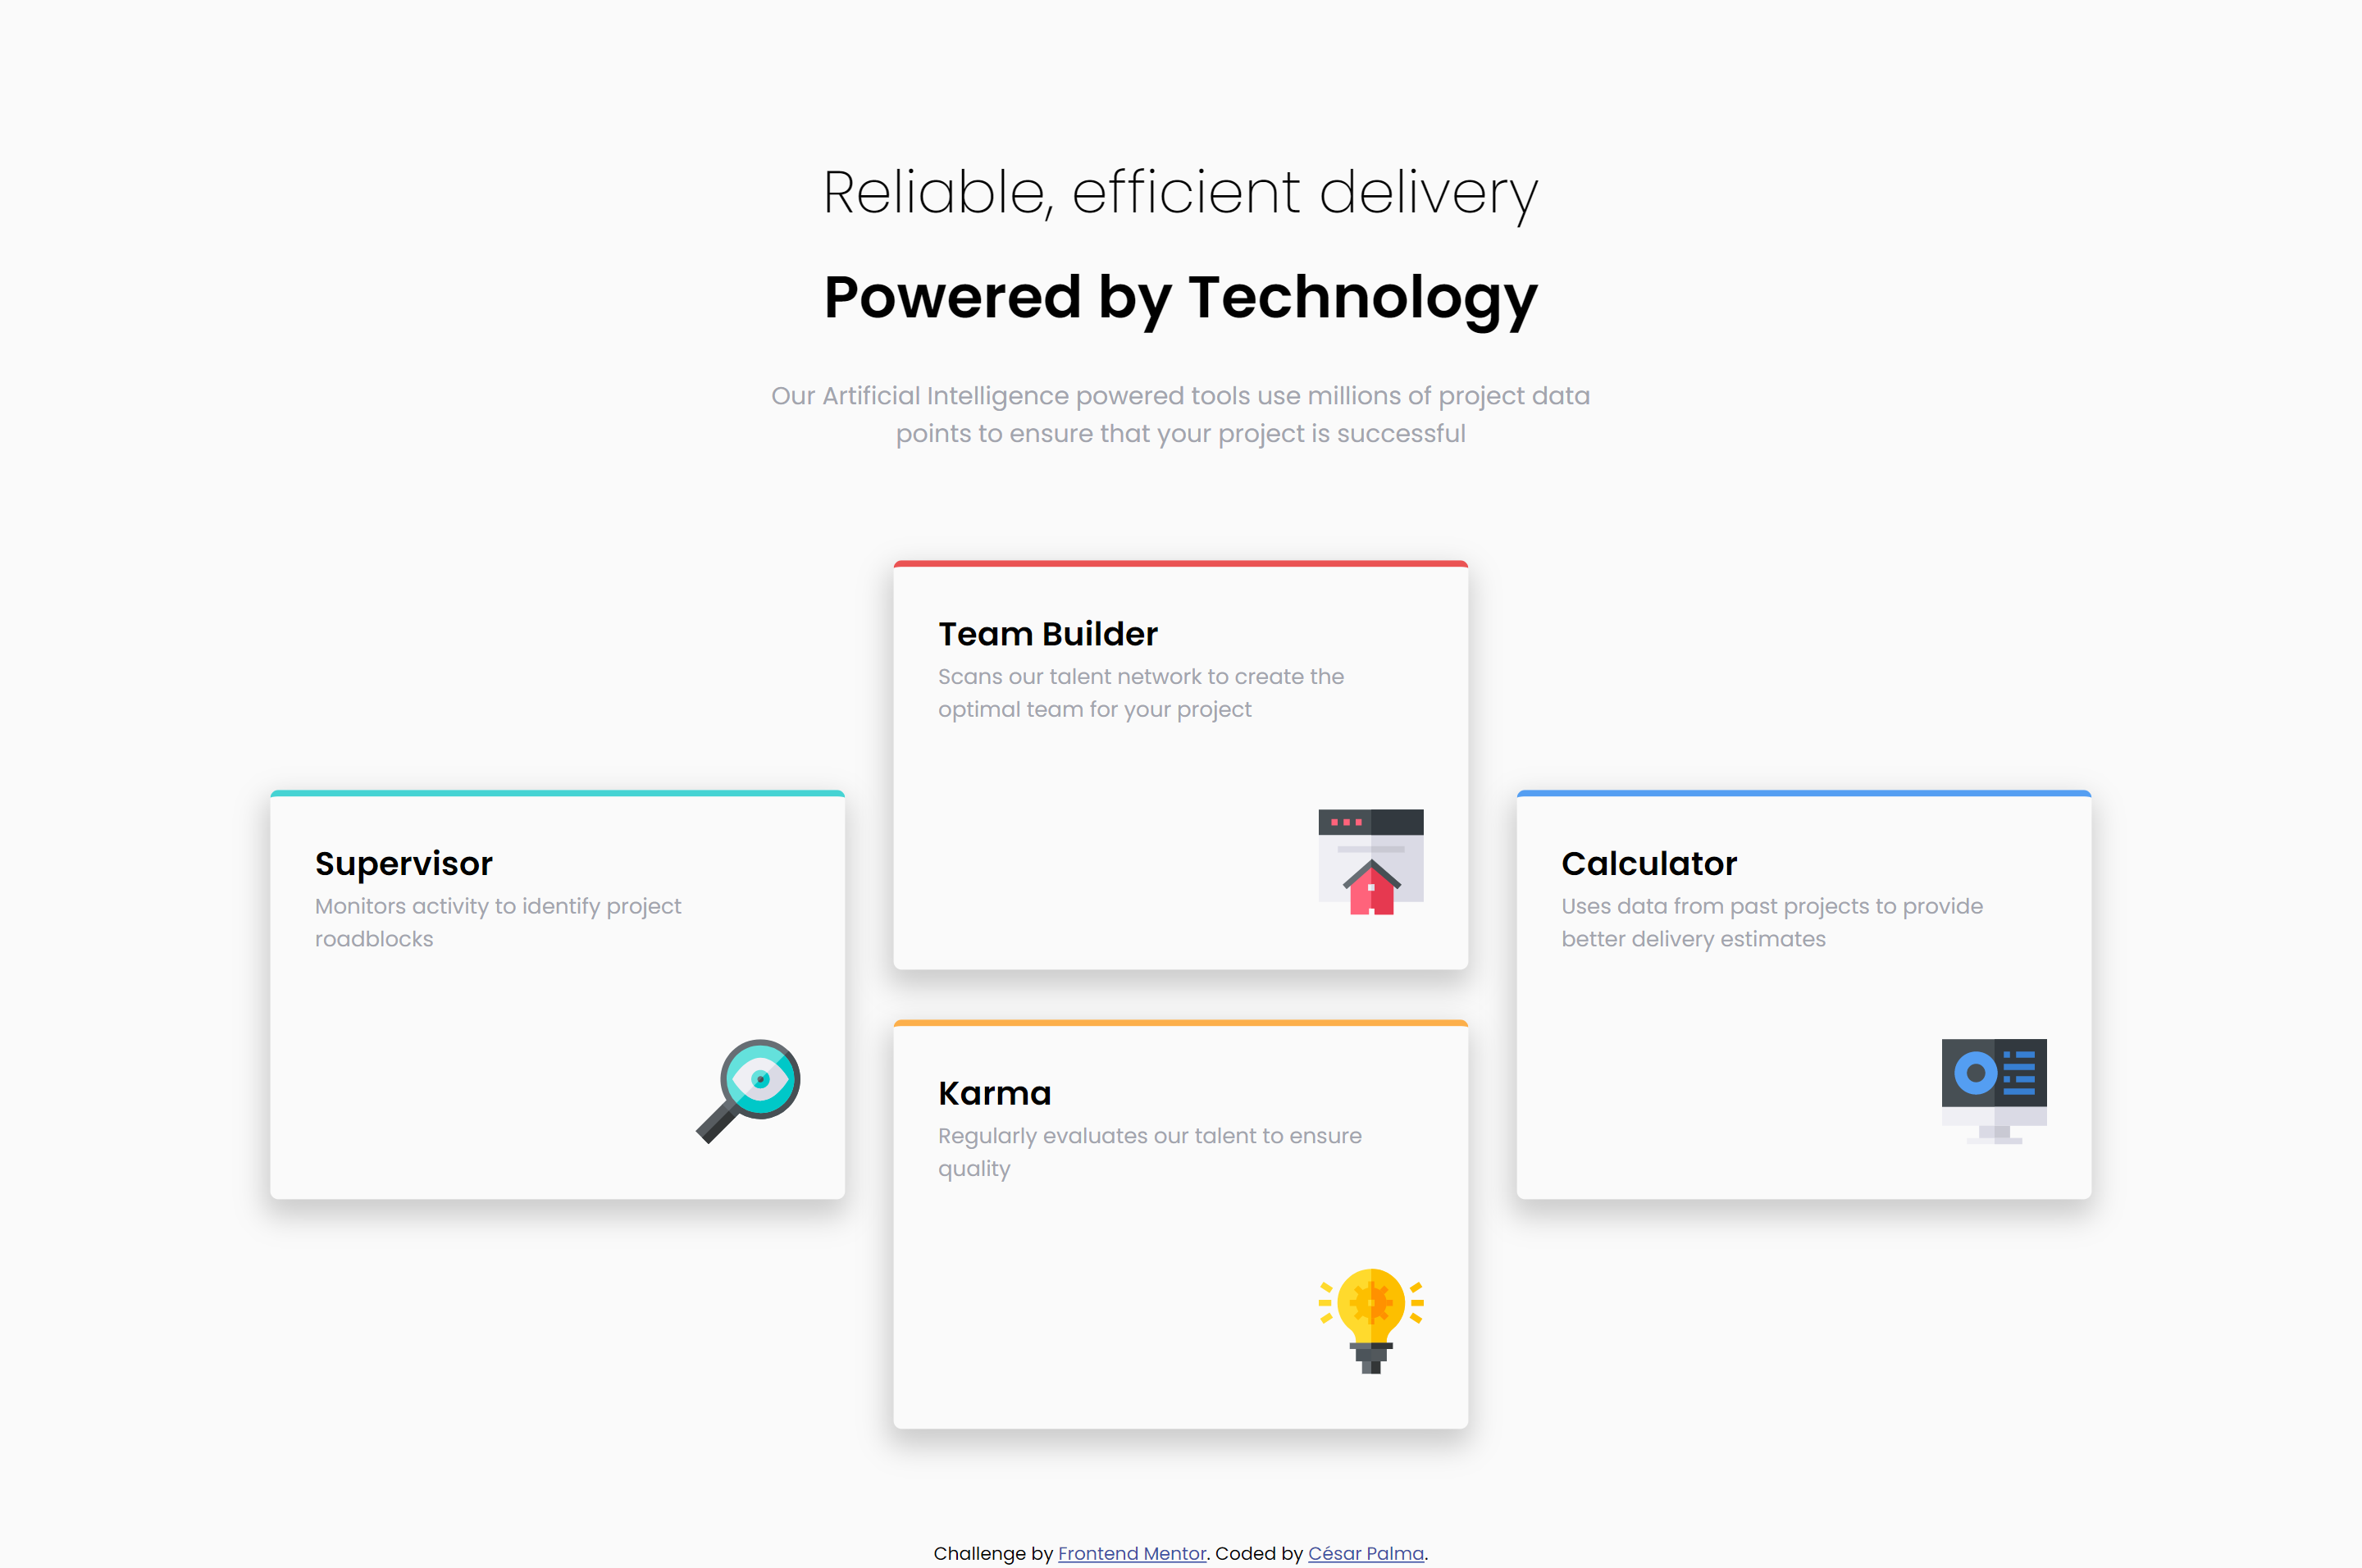 Reliable, efficient delivery
Powered by Technology
Our Artificial Intelligence powered tools use millions of project data
points to ensure that your project is successful
Team Builder
Scans our talent network to create the
optimal team for your project
Supervisor
Monitors activity to identify project
roadblocks
Calculator
Uses data from past projects to provide
better delivery estimates
Karma
Regularly evaluates our talent to ensure
quality
Challenge by Frontend Mentor. Coded by César Palma.